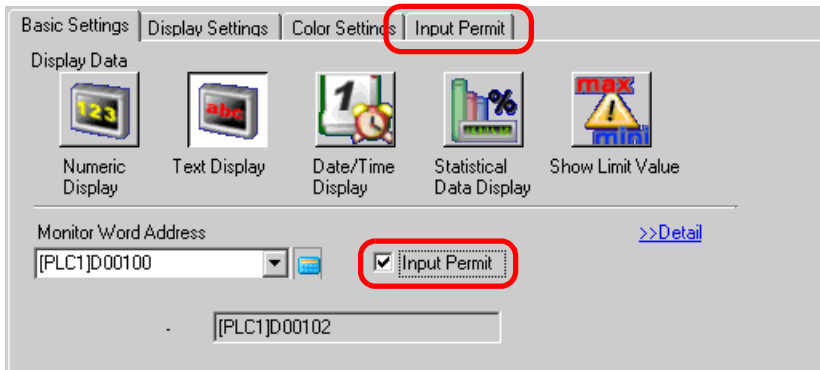 Basic Settings Display Settings Color Settings Input Permit
Display Data
123 abc 1 % max
mini
Numeric Display
Text Display
Date/Time Display
Statistical Data Display
Show Limit Value
Monitor Word Address
>>Detail
[PLC1]D00100
Input Permit
- [PLC1]D00102